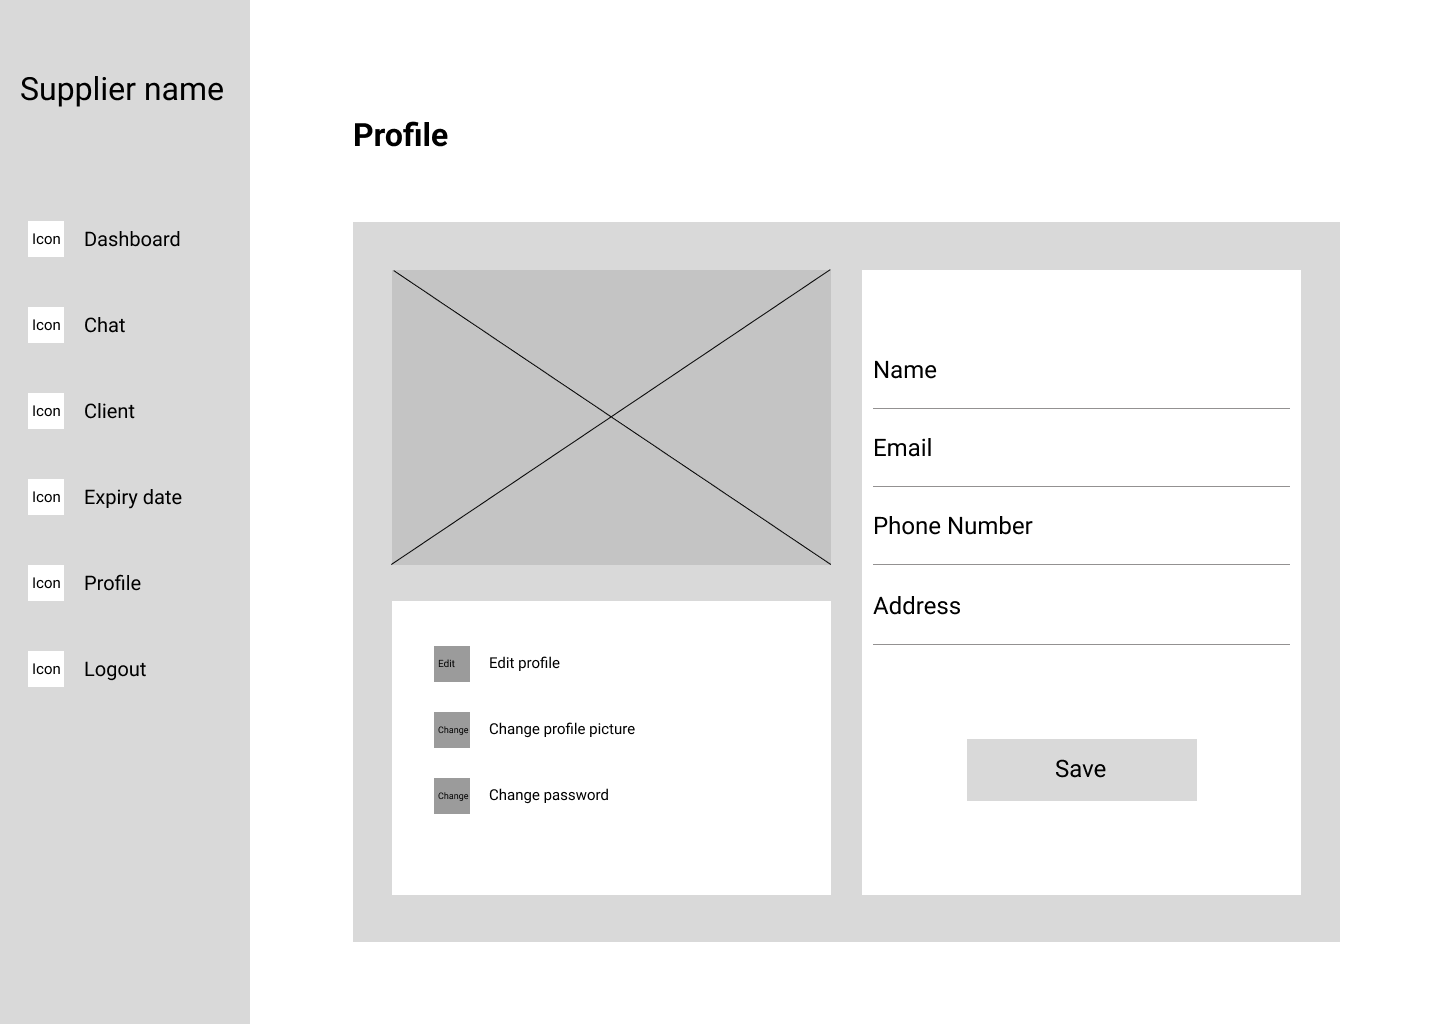 Supplier name
Icon Dashboard
Icon Chat
Icon Client
Icon Expiry date
Icon Profile
Icon Logout
Profile
Edit Edit profile
Change Change profile picture
Change Change password
Name
Email
Phone Number
Address
Save